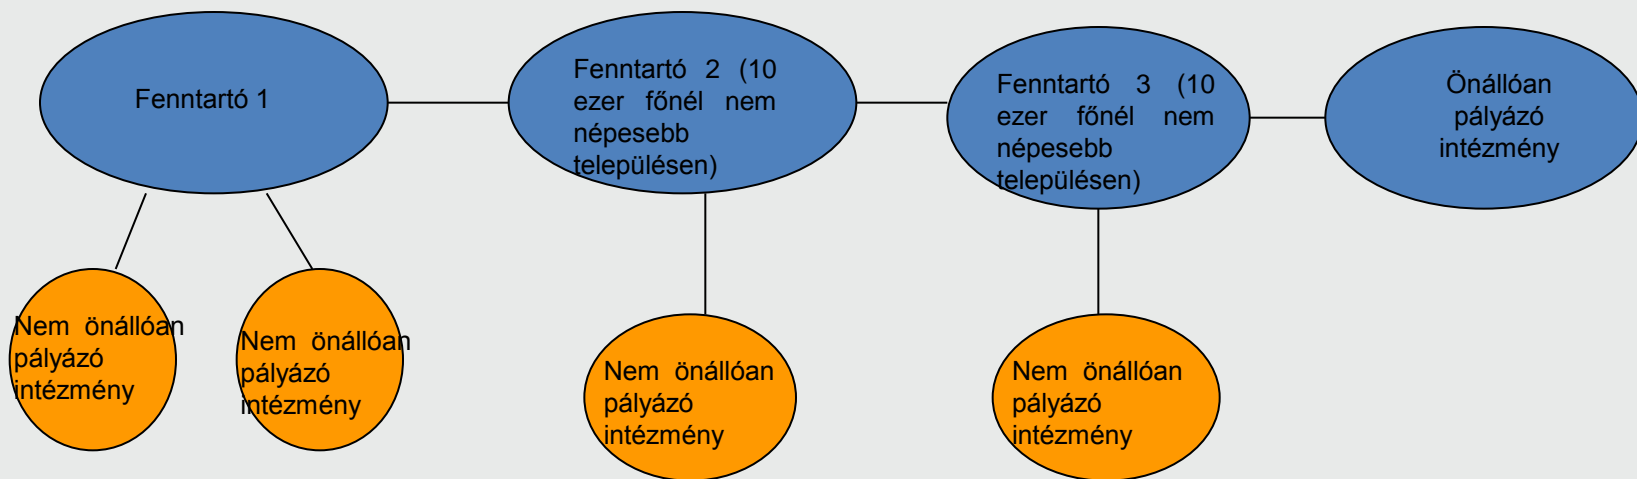 Fenntartó 1
Fenntartó 2 (10
ezer főnél nem
népesebb
településen)
Fenntartó 3 (10
ezer főnél nem
népesebb
településen)
Önállóan
pályázó
intézmény
Nem önállóan
pályázó
intézmény
Nem önállóan
pályázó
intézmény
Nem önállóan
pályázó
intézmény
Nem önállóan
pályázó
intézmény